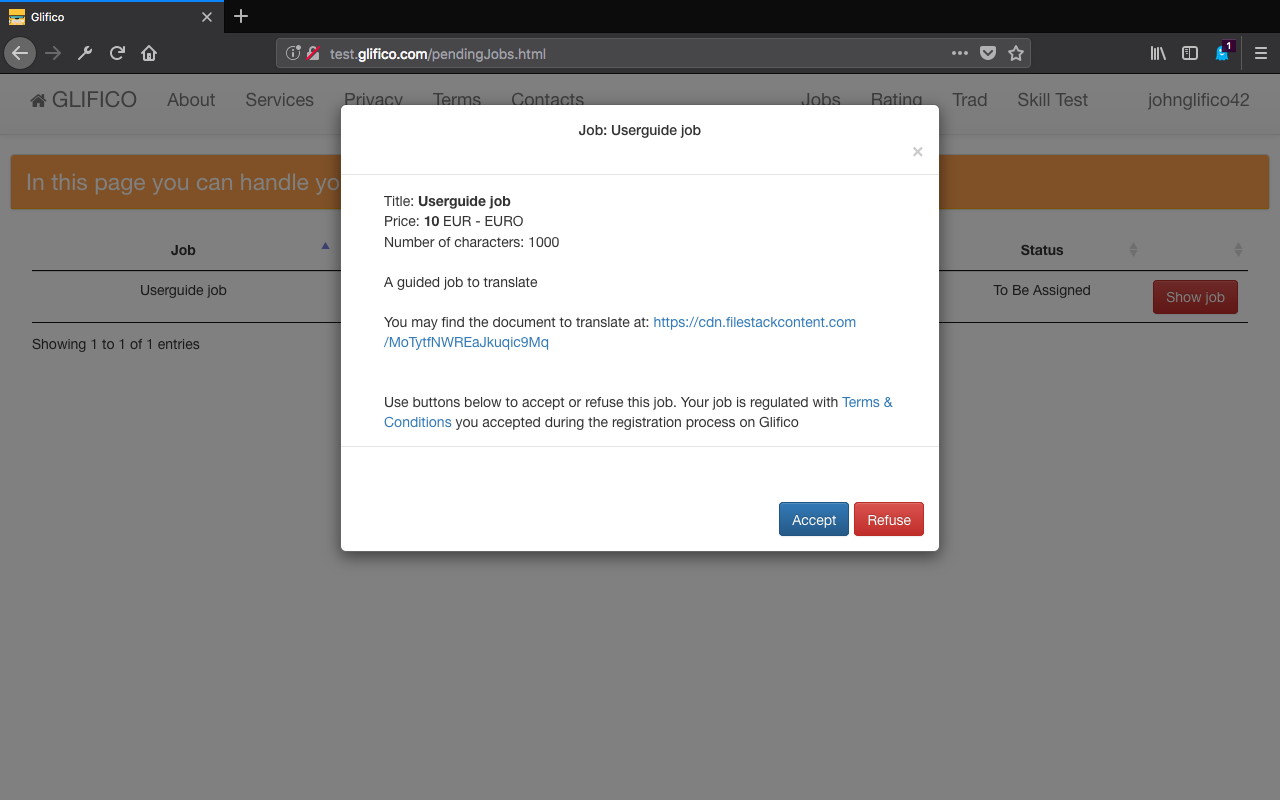 Glifico
test.glifico.com/pendingJobs.html
1
GLIFICO About Services Privacy Terms Contacts Jobs Rating Trad Skill Test johnglifico42
In this page you can handle yo
Job Status
Userguide job To Be Assigned Show job
Showing 1 to 1 of 1 entries
Job: Userguide job
×
Title: Userguide job
Price: 10 EUR - EURO
Number of characters: 1000
A guided job to translate
You may find the document to translate at: https://cdn.filestackcontent.com
/MoTytfNWREaJkuqic9Mq
Use buttons below to accept or refuse this job. Your job is regulated with Terms &
Conditions you accepted during the registration process on Glifico
Accept Refuse